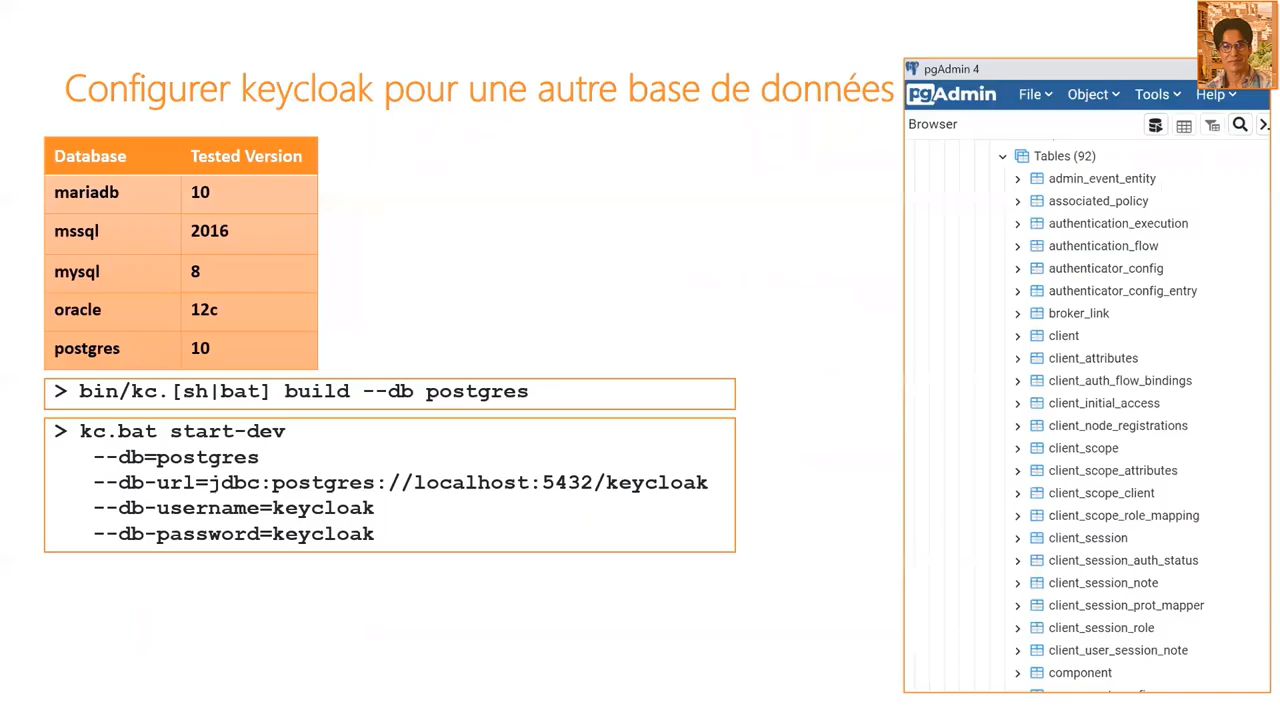 Configurer keycloak pour une autre base de données
Database Tested Version
mariadb 10
mssql 2016
mysql 8
oracle 12c
postgres 10
> bin/kc.[sh|bat] build --db postgres
> kc.bat start-dev
--db=postgres
--db-url=jdbc:postgres://localhost:5432/keycloak
--db-username=keycloak
--db-password=keycloak
pgAdmin 4
pgAdmin File Object Tools Help
Browser
Tables (92)
admin_event_entity
associated_policy
authentication_execution
authentication_flow
authenticator_config
authenticator_config_entry
broker_link
client
client_attributes
client_auth_flow_bindings
client_initial_access
client_node_registrations
client_scope
client_scope_attributes
client_scope_client
client_scope_role_mapping
client_session
client_session_auth_status
client_session_note
client_session_prot_mapper
client_session_role
client_user_session_note
component